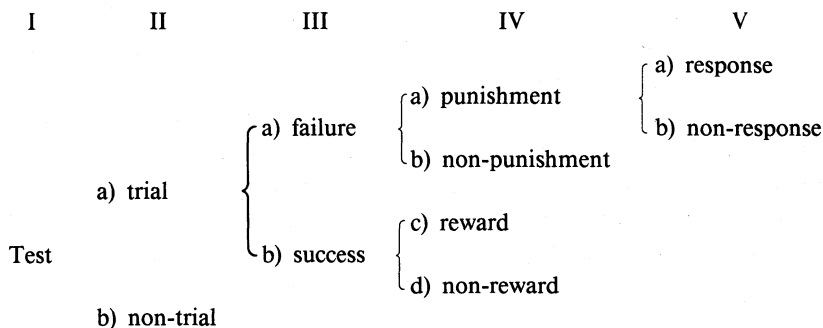 I II III IV V
a) response
a) punishment
a) failure b) non-response
b) non-punishment
a) trial
c) reward
Test b) success
d) non-reward
b) non-trial